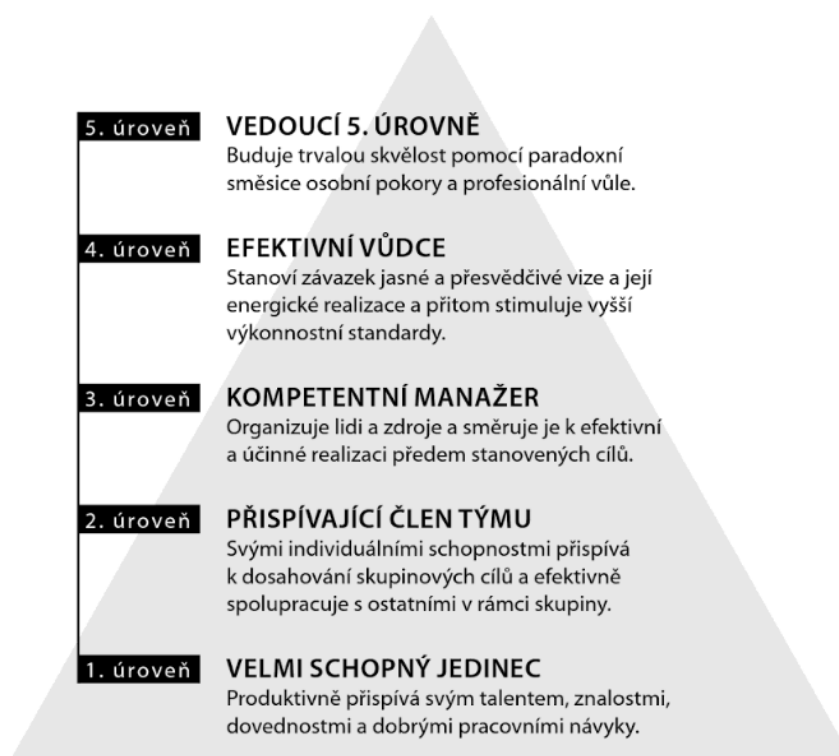 5. úroveň
VEDOUCÍ 5. ÚROVNĚ
Buduje trvalou skvělost pomocí paradoxní
směsice osobní pokory a profesionální vůle.
4. úroveň
EFEKTIVNÍ VŮDCE
Stanoví závazek jasné a přesvědčivé vize a její
energické realizace a přitom stimuluje vyšší
výkonnostní standardy.
3. úroveň
KOMPETENTNÍ MANAŽER
Organizuje lidi a zdroje a směruje je k efektivní
a účinné realizaci předem stanovených cílů.
2. úroveň
PŘISPÍVAJÍCÍ ČLEN TÝMU
Svými individuálními schopnostmi přispívá
k dosahování skupinových cílů a efektivně
spolupracuje s ostatními v rámci skupiny.
1. úroveň
VELMI SCHOPNÝ JEDINEC
Produktivně přispívá svým talentem, znalostmi,
dovednostmi a dobrými pracovními návyky.